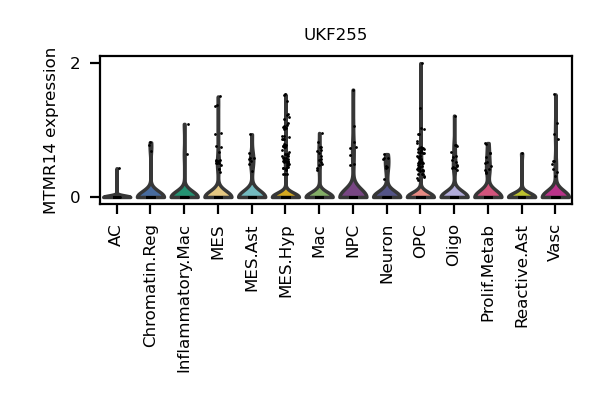 UKF255
MTMR14 expression
2
0
AC
Chromatin.Reg
Inflammatory.Mac
MES
MES.Ast
MES.Hyp
Mac
NPC
Neuron
OPC
Oligo
Prolif.Metab
Reactive.Ast
Vasc